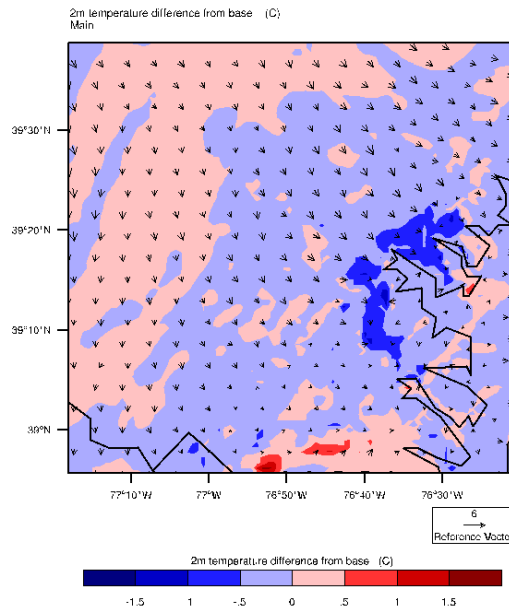 2m temperature difference from base (C)
Main
39°30'N
39°20'N
39°10'N
39°N
77°10'W 77°W 76°50'W 76°40'W 76°30'W
6
Reference Vector
2m temperature difference from base (C)
-1.5 -1 -.5 0 .5 1 1.5